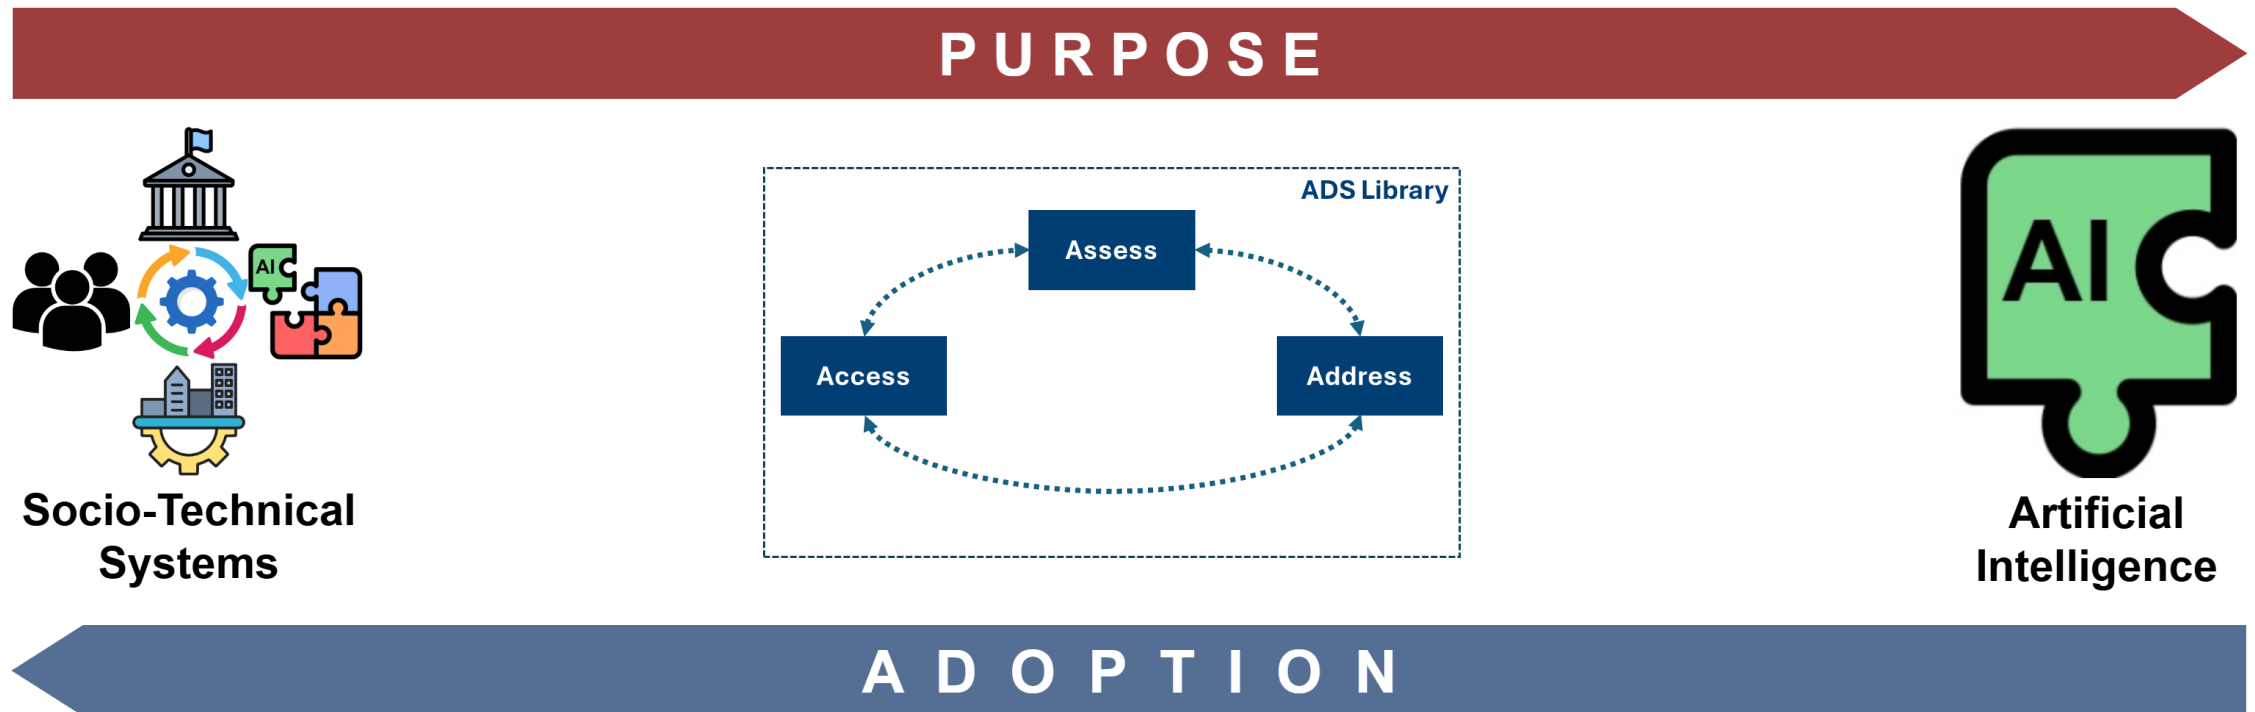 PURPOSE
ADS Library
Assess
AI
AI
Access
Address
Socio-Technical
Systems
Artificial
Intelligence
ADOPTION